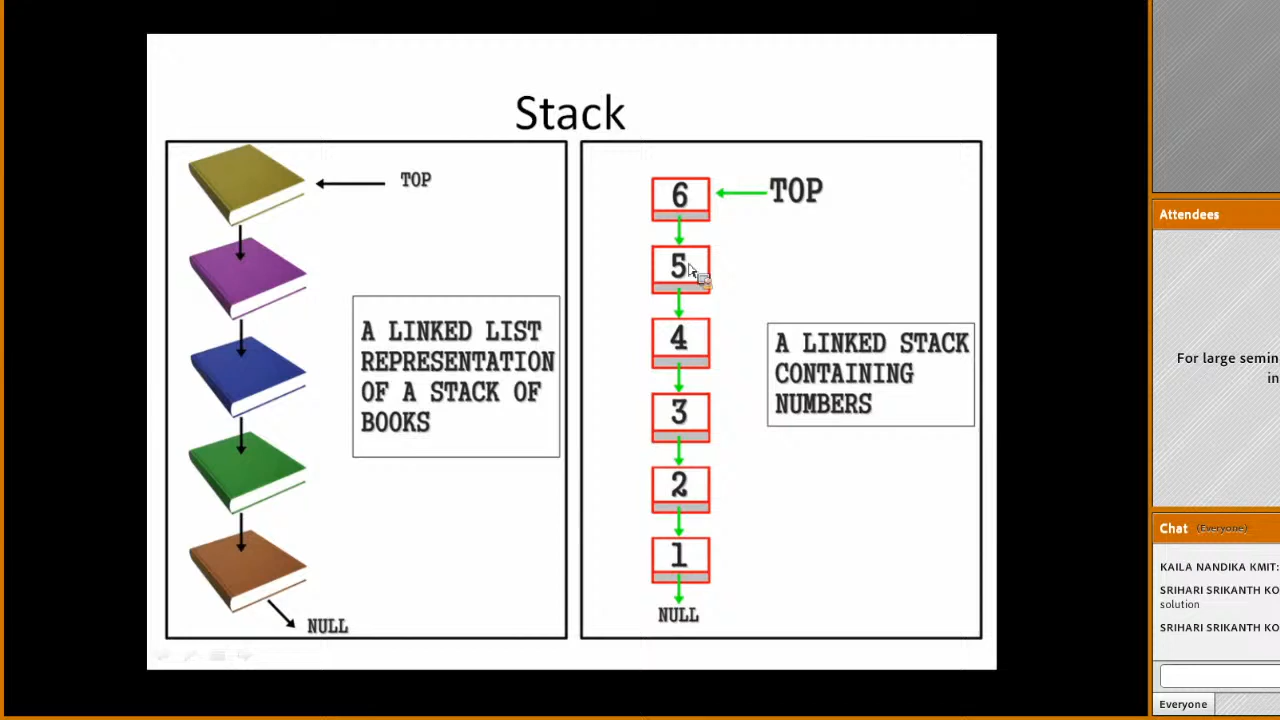 Stack
TOP
A LINKED LIST
REPRESENTATION
OF A STACK OF
BOOKS
NULL
6
TOP
5
4
3
2
1
NULL
A LINKED STACK
CONTAINING
NUMBERS
Attendees
For large semin
in
Chat (Everyone)
KAILA NANDIKA KMIT:
SRIHARI SRIKANTH KO
solution
SRIHARI SRIKANTH KO
Everyone